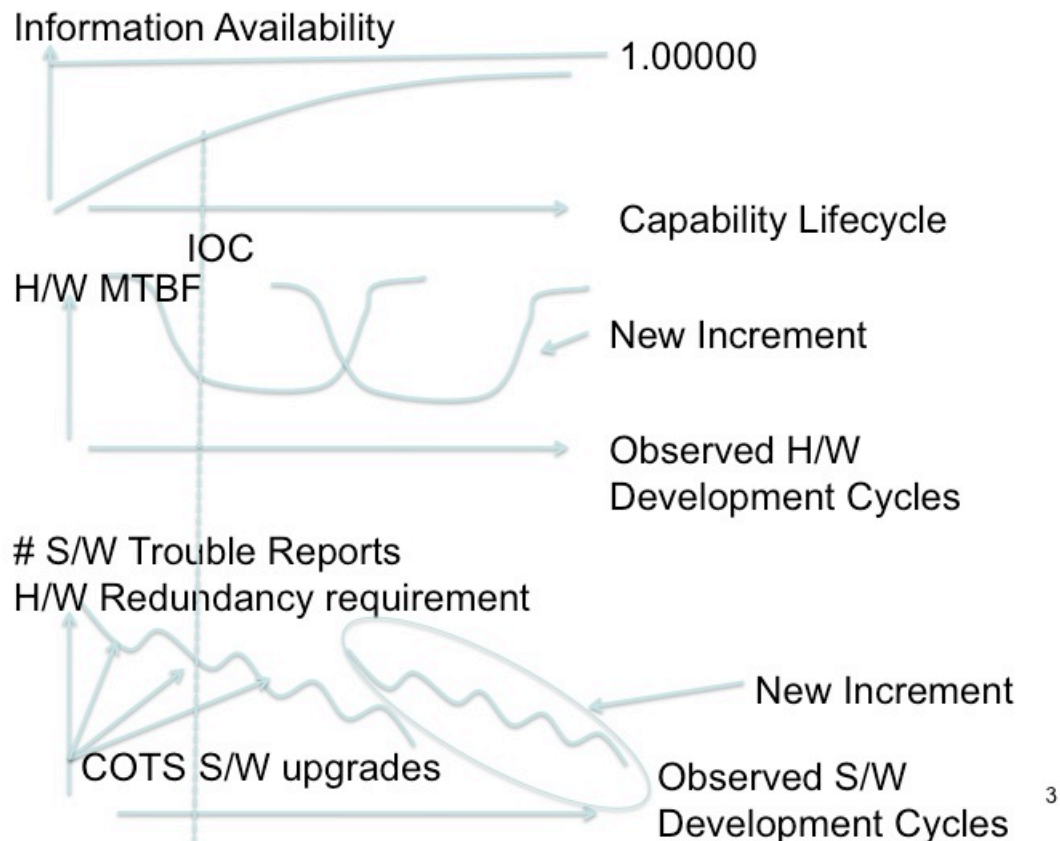 Information Availability
1.00000
Capability Lifecycle
IOC
H/W MTBF
New Increment
Observed H/W
Development Cycles
# S/W Trouble Reports
H/W Redundancy requirement
New Increment
COTS S/W upgrades
Observed S/W
Development Cycles
3